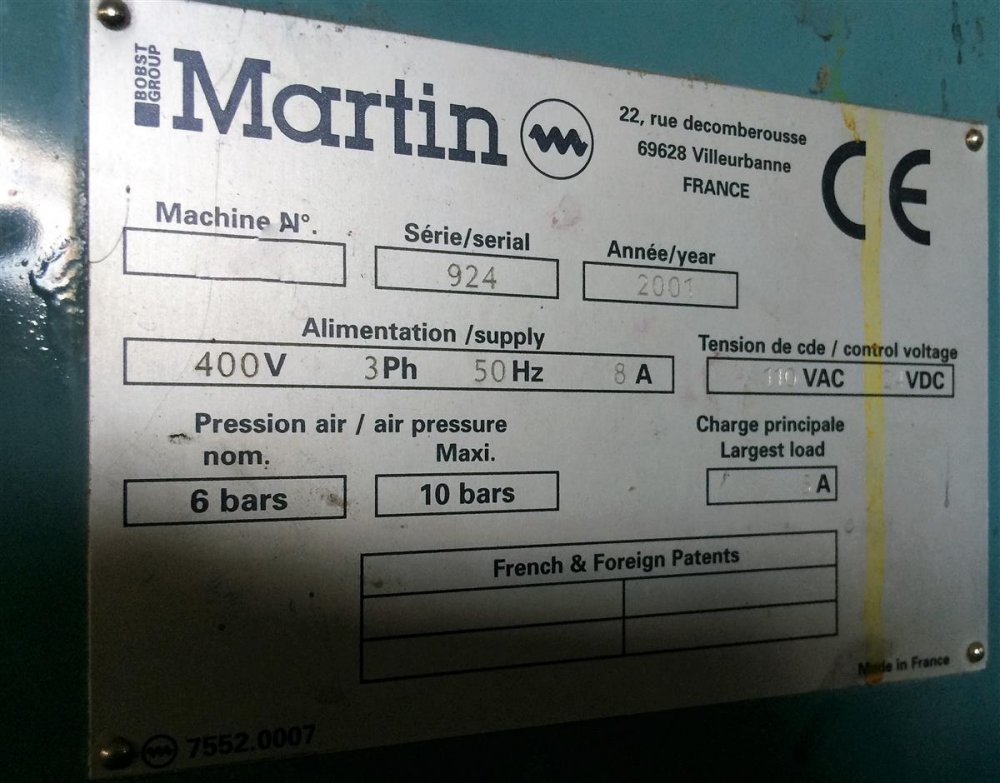 BOBST
GROUP
Martin
22, rue decomberousse
69628 Villeurbanne
FRANCE
CE
Machine N°.
Série/serial
924
Année/year
2001
Alimentation /supply
400V 3Ph 50Hz 8 A
Tension de cde / control voltage
110 VAC VDC
Pression air / air pressure
nom.
6 bars
Maxi.
10 bars
Charge principale
Largest load
A
French & Foreign Patents
Made in France
7552.0007